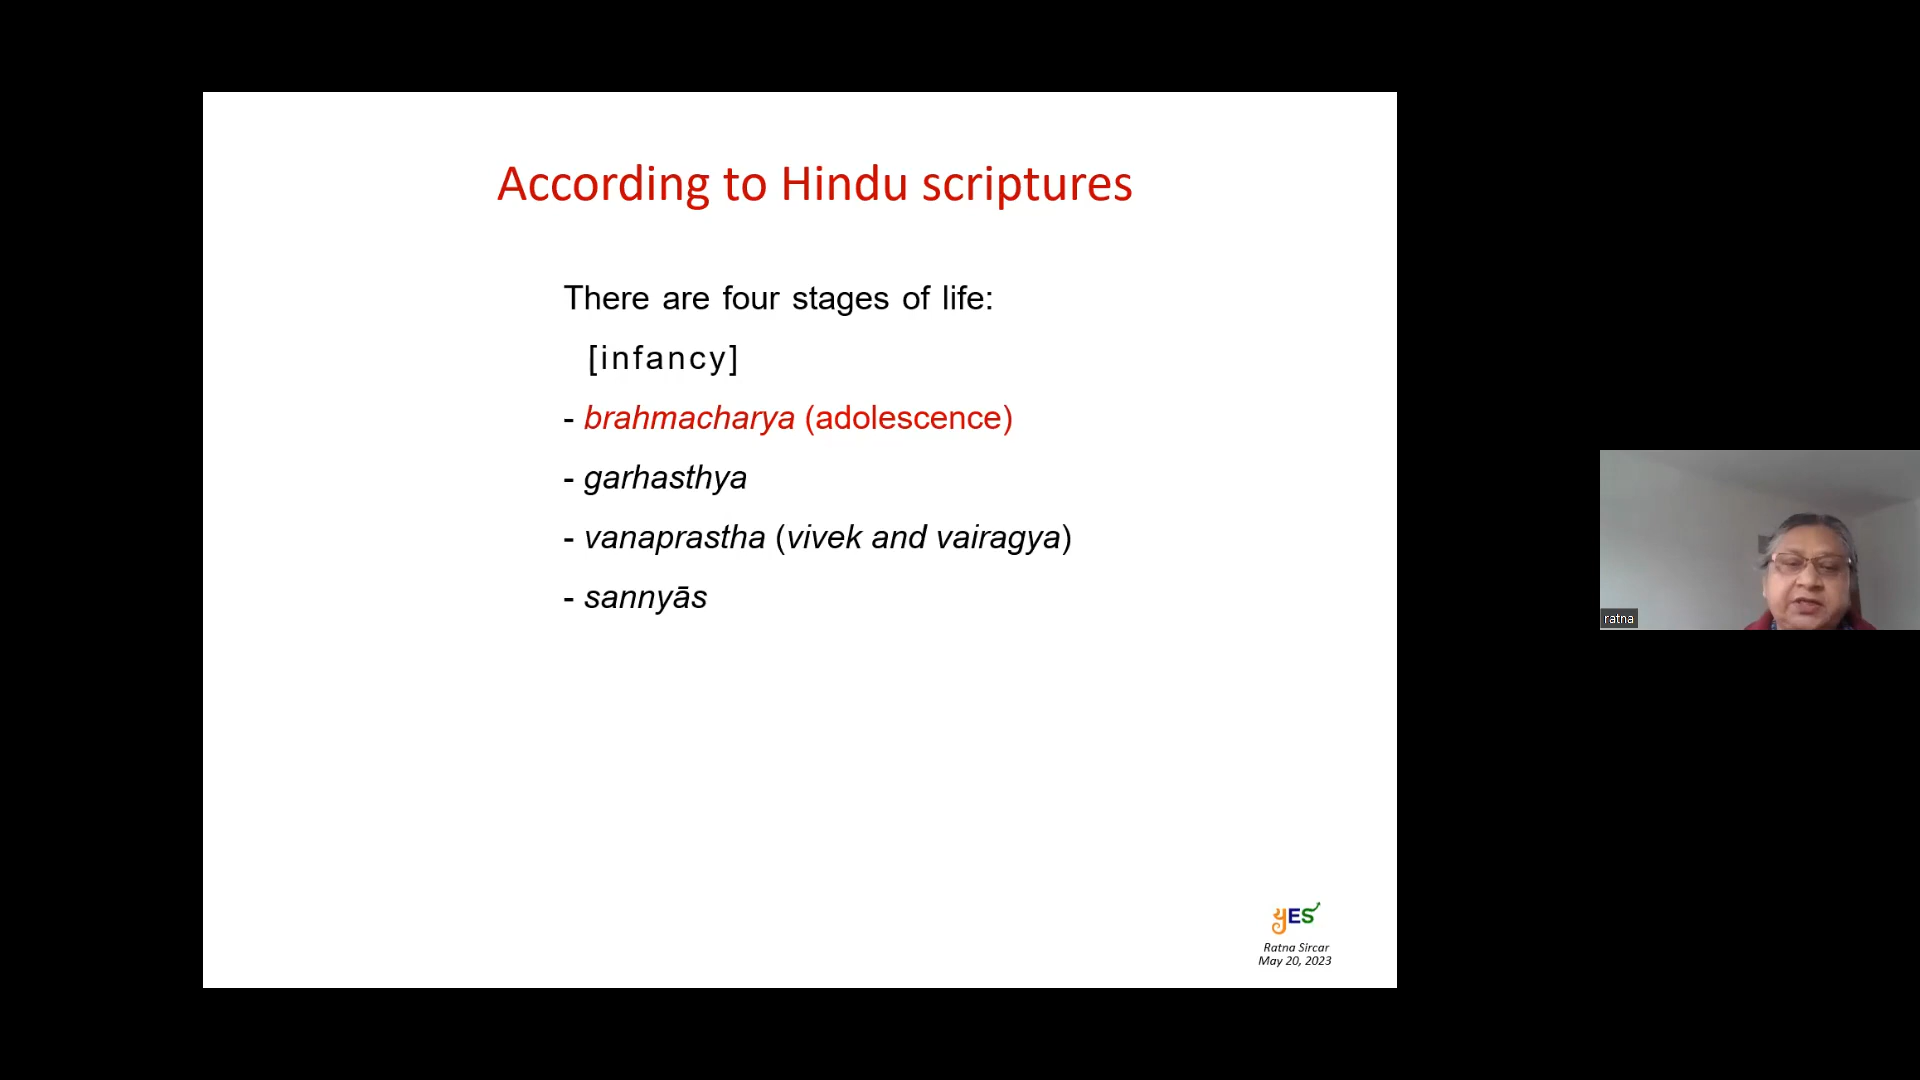 According to Hindu scriptures
There are four stages of life:
[infancy]
- brahmacharya (adolescence)
- garhasthya
- vanaprastha (vivek and vairagya)
- sannyās
yES
Ratna Sircar
May 20, 2023
ratna